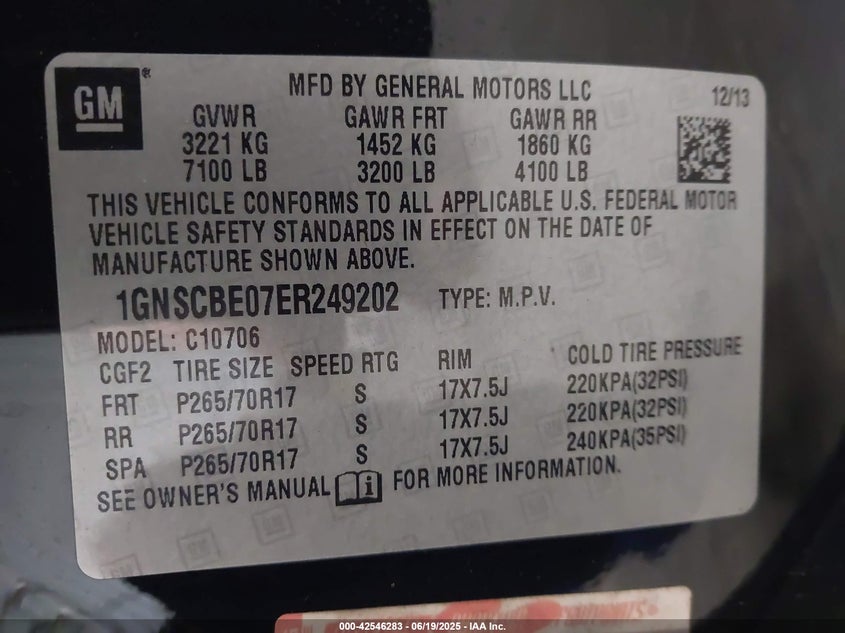 GM
MFD BY GENERAL MOTORS LLC
12/13
GVWR GAWR FRT GAWR RR
3221 KG 1452 KG 1860 KG
7100 LB 3200 LB 4100 LB
THIS VEHICLE CONFORMS TO ALL APPLICABLE U.S. FEDERAL MOTOR
VEHICLE SAFETY STANDARDS IN EFFECT ON THE DATE OF
MANUFACTURE SHOWN ABOVE.
1GNSCBE07ER249202 TYPE: M.P.V.
MODEL: C10706
CGF2 TIRE SIZE SPEED RTG RIM COLD TIRE PRESSURE
FRT P265/70R17 S 17X7.5J 220KPA(32PSI)
RR P265/70R17 S 17X7.5J 220KPA(32PSI)
SPA P265/70R17 S 17X7.5J 240KPA(35PSI)
SEE OWNER'S MANUAL i FOR MORE INFORMATION.
000-42546283 - 06/19/2025 - IAA Inc.